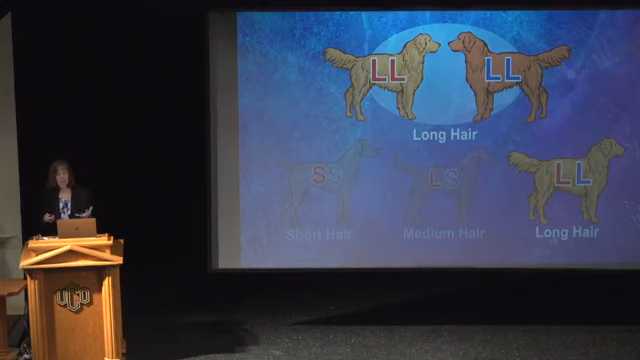 LL LL
Long Hair
SS LS LL
Short Hair Medium Hair Long Hair
UCO